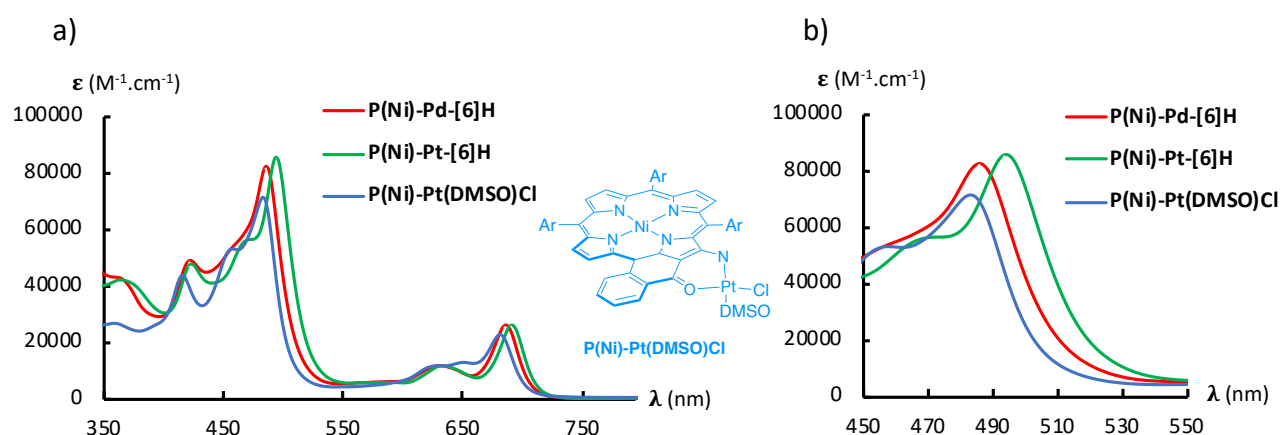 a)
ε (M⁻¹.cm⁻¹)
100000
80000
60000
40000
20000
0
350 450 550 650 750
λ (nm)
P(Ni)-Pd-[6]H
P(Ni)-Pt-[6]H
P(Ni)-Pt(DMSO)Cl
Ar
Ar Ar
N N
Ni
N N
N
O Pt Cl
DMSO
P(Ni)-Pt(DMSO)Cl
b)
ε (M⁻¹.cm⁻¹)
100000
80000
60000
40000
20000
0
450 470 490 510 530 550
λ (nm)
P(Ni)-Pd-[6]H
P(Ni)-Pt-[6]H
P(Ni)-Pt(DMSO)Cl